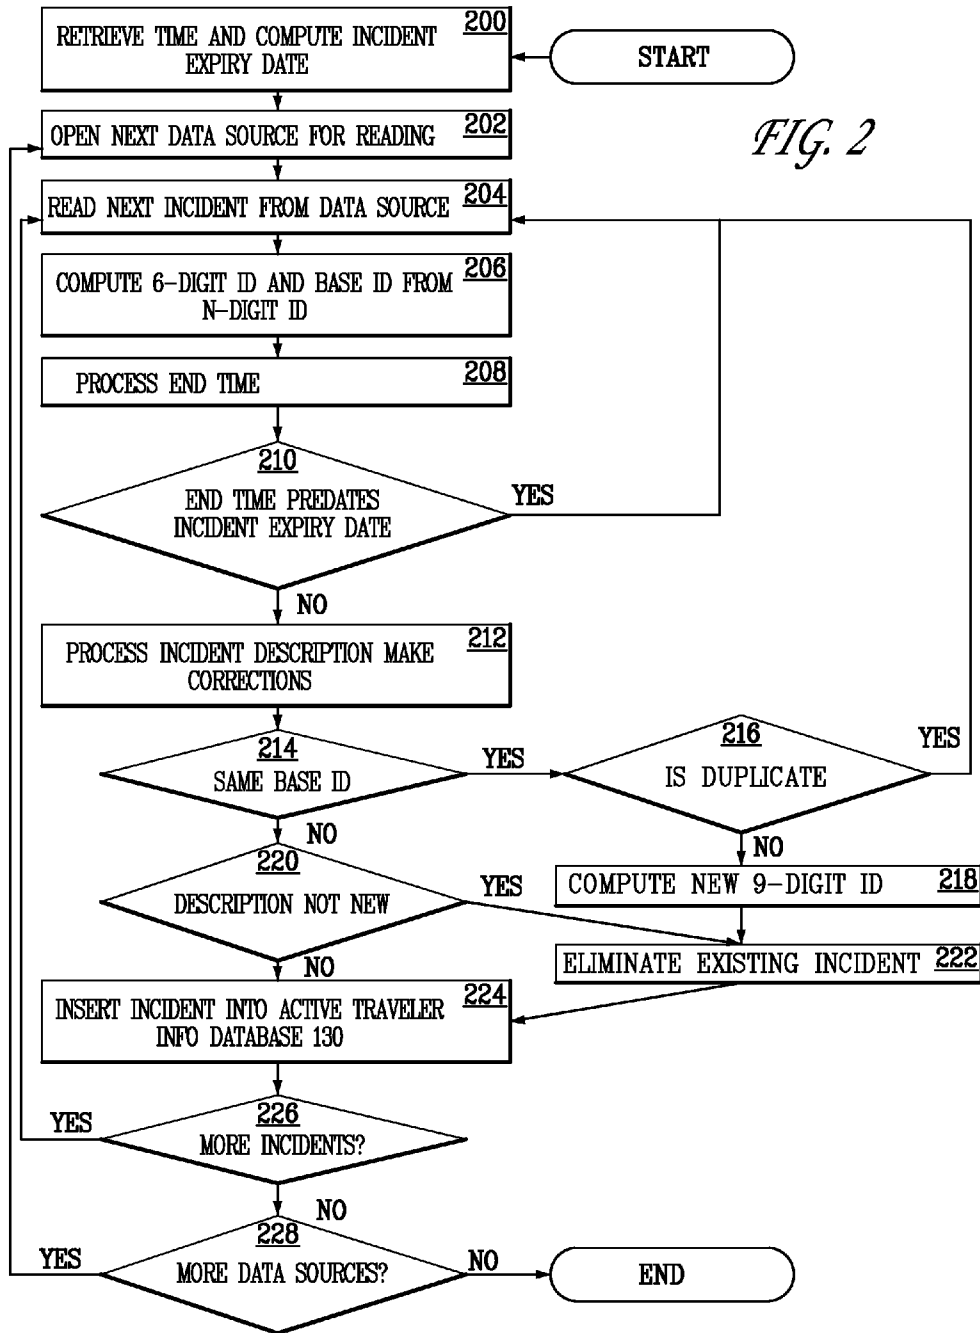 200
RETRIEVE TIME AND COMPUTE INCIDENT
EXPIRY DATE
START
OPEN NEXT DATA SOURCE FOR READING
202
FIG. 2
READ NEXT INCIDENT FROM DATA SOURCE
204
206
COMPUTE 6-DIGIT ID AND BASE ID FROM
N-DIGIT ID
208
PROCESS END TIME
210
END TIME PREDATES
INCIDENT EXPIRY DATE
YES
NO
212
PROCESS INCIDENT DESCRIPTION MAKE
CORRECTIONS
214
SAME BASE ID
YES
216
IS DUPLICATE
YES
NO
NO
220
DESCRIPTION NOT NEW
YES
COMPUTE NEW 9-DIGIT ID
218
ELIMINATE EXISTING INCIDENT
222
NO
224
INSERT INCIDENT INTO ACTIVE TRAVELER
INFO DATABASE 130
226
MORE INCIDENTS?
YES
NO
228
MORE DATA SOURCES?
YES
NO
END